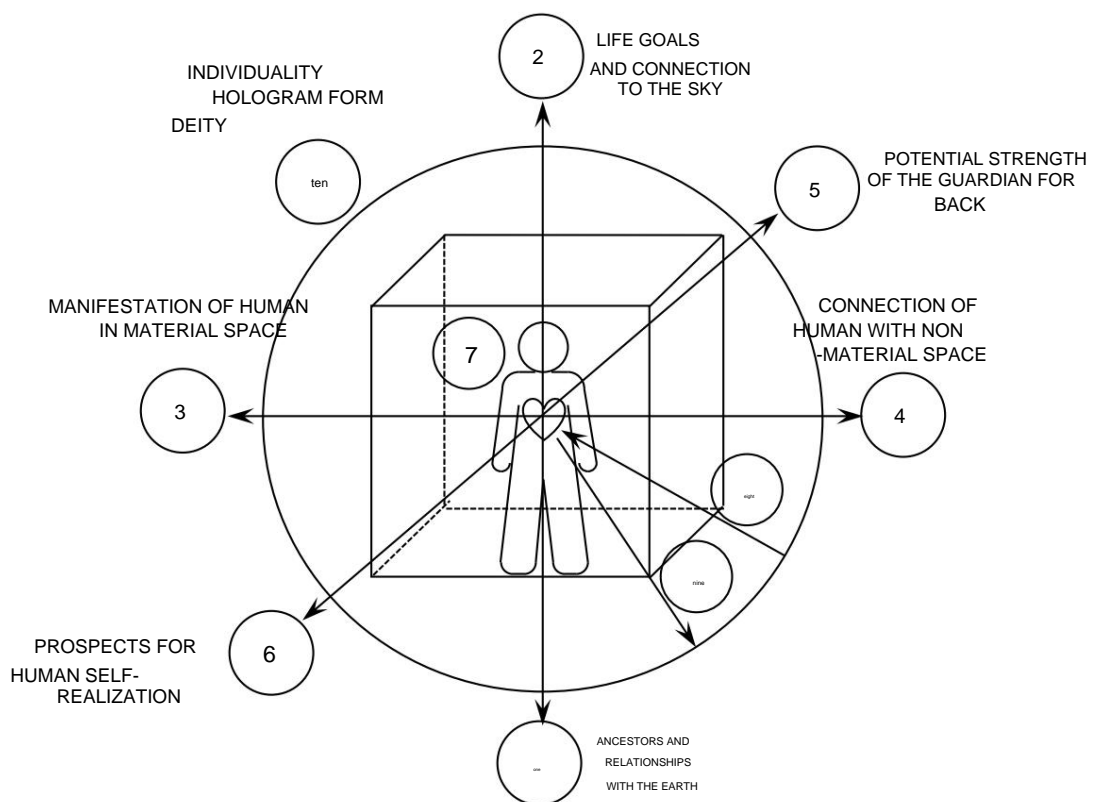 2
LIFE GOALS
AND CONNECTION
TO THE SKY
INDIVIDUALITY
HOLOGRAM FORM
DEITY
ten
5
POTENTIAL STRENGTH
OF THE GUARDIAN FOR
BACK
MANIFESTATION OF HUMAN
IN MATERIAL SPACE
3
7
CONNECTION OF
HUMAN WITH NON
-MATERIAL SPACE
4
eight
nine
6
PROSPECTS FOR
HUMAN SELF-
REALIZATION
one
ANCESTORS AND
RELATIONSHIPS
WITH THE EARTH